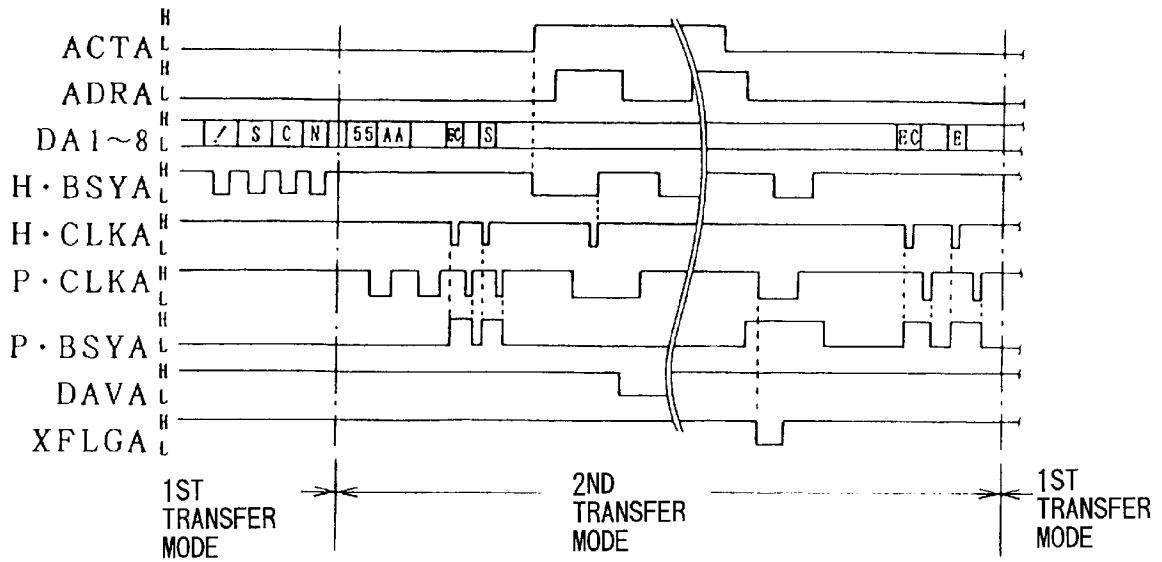 ACTA H L
ADRA H L
DA1~8 H L / S C N 55 AA EC S EC E
H·BSYA H L
H·CLKA H L
P·CLKA H L
P·BSYA H L
DAVA H L
XFLGA H L
1ST TRANSFER MODE
2ND TRANSFER MODE
1ST TRANSFER MODE